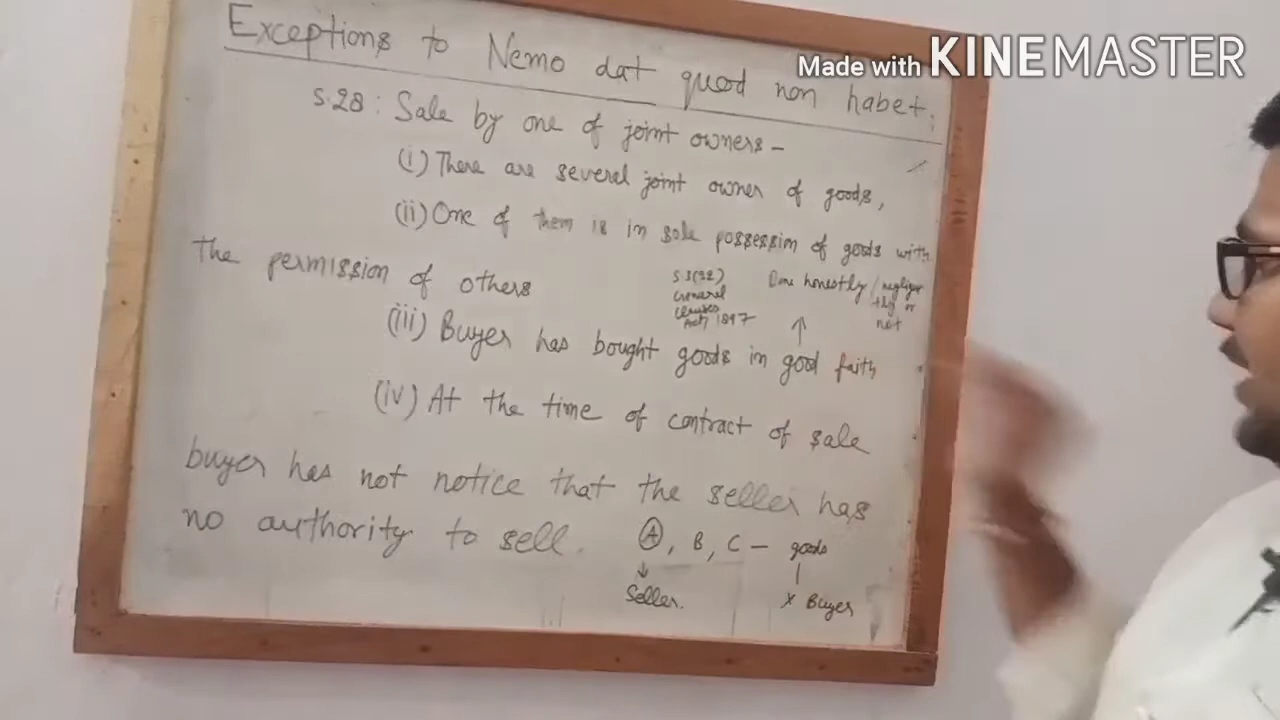 Made with KINEMASTER
Exceptions to Nemo dat quod non habet:
S.28: Sale by one of joint owners –
(i) There are several joint owner of goods,
(ii) One of them is in sole possession of goods with
the permission of others
S.3(22) General Clauses Act, 1897
Done honestly / negligently or not
(iii) Buyer has bought goods in good faith
(iv) At the time of contract of sale
buyer has not notice that the seller has
no authority to sell.
A, B, C – goods
Seller.
X Buyer